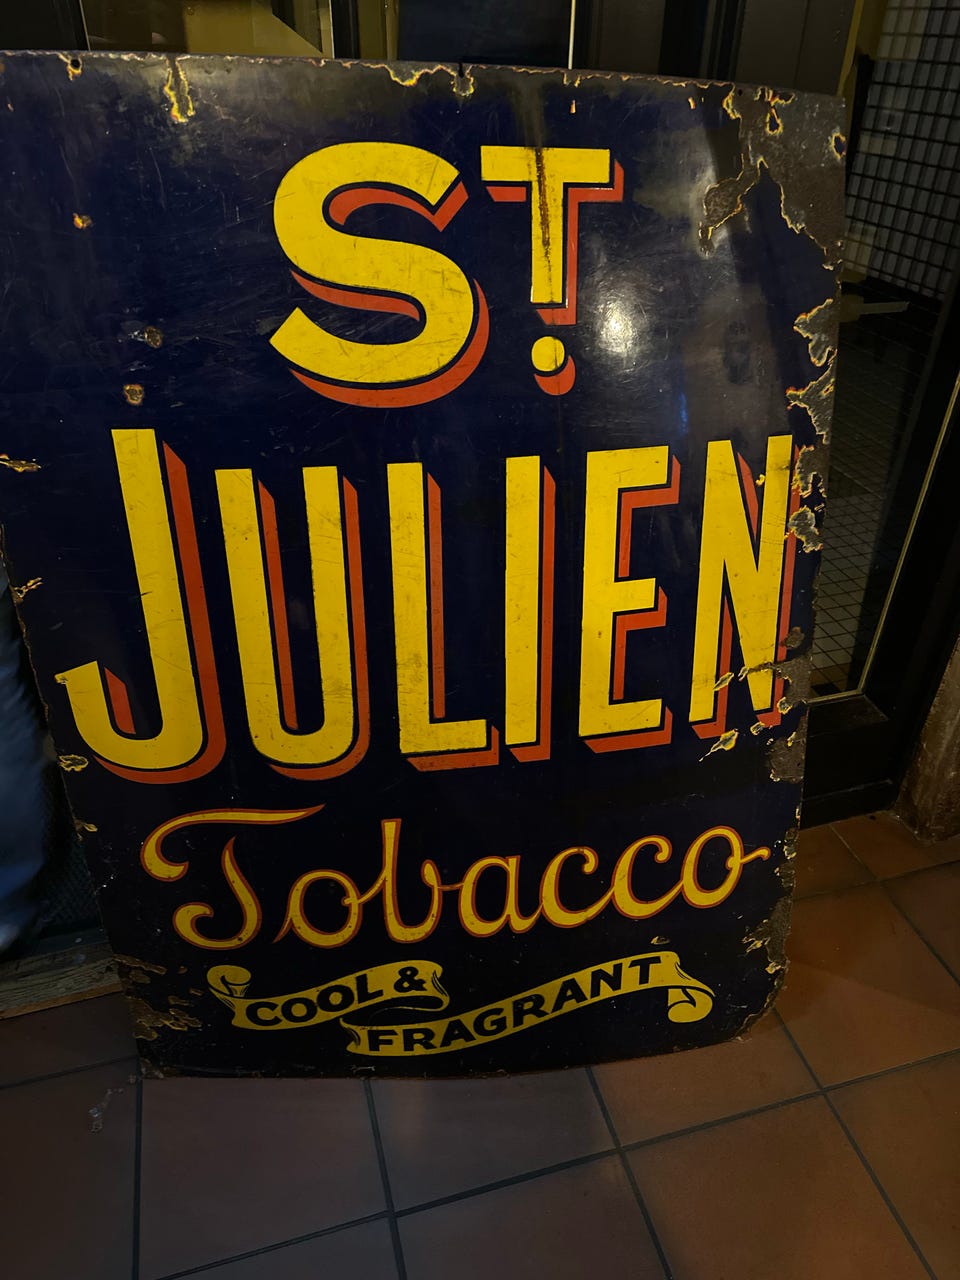 ST.
JULIEN
Tobacco
COOL &
FRAGRANT